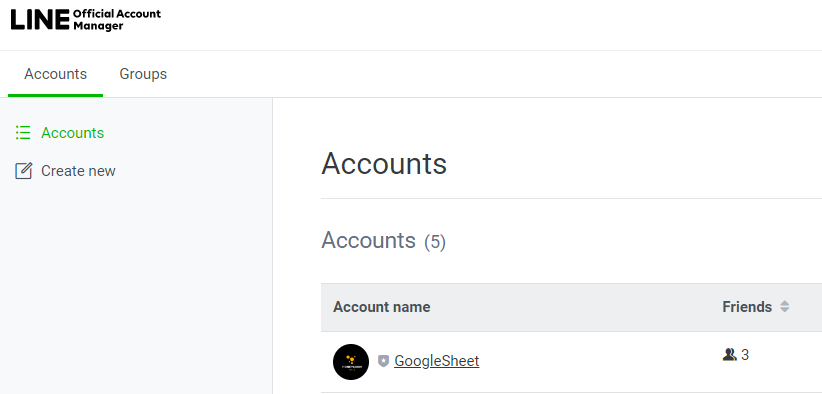 LINE Official Account
Manager
Accounts Groups
Accounts
Create new
Accounts
Accounts (5)
Account name Friends
GoogleSheet 3